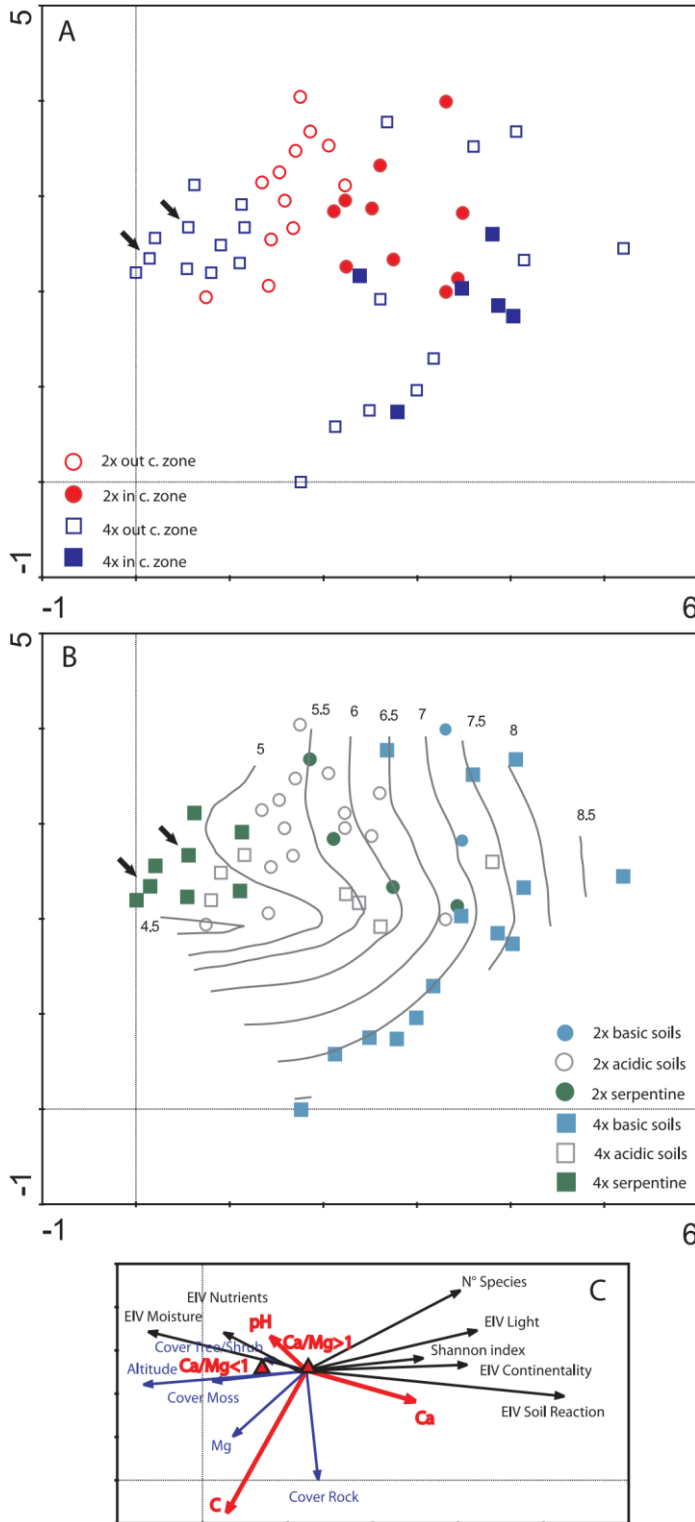 5
A
2x out c. zone
2x in c. zone
4x out c. zone
4x in c. zone
-1
-1
6
5
B
5.5
6
6.5
7
7.5
8
5
8.5
4.5
2x basic soils
2x acidic soils
2x serpentine
4x basic soils
4x acidic soils
4x serpentine
-1
-1
6
C
N° Species
EIV Nutrients
EIV Moisture
pH
EIV Light
Cover Tree/Shrub
Ca/Mg>1
Shannon index
Ca/Mg<1
EIV Continentality
Altitude
Cover Moss
EIV Soil Reaction
Ca
Mg
C
Cover Rock